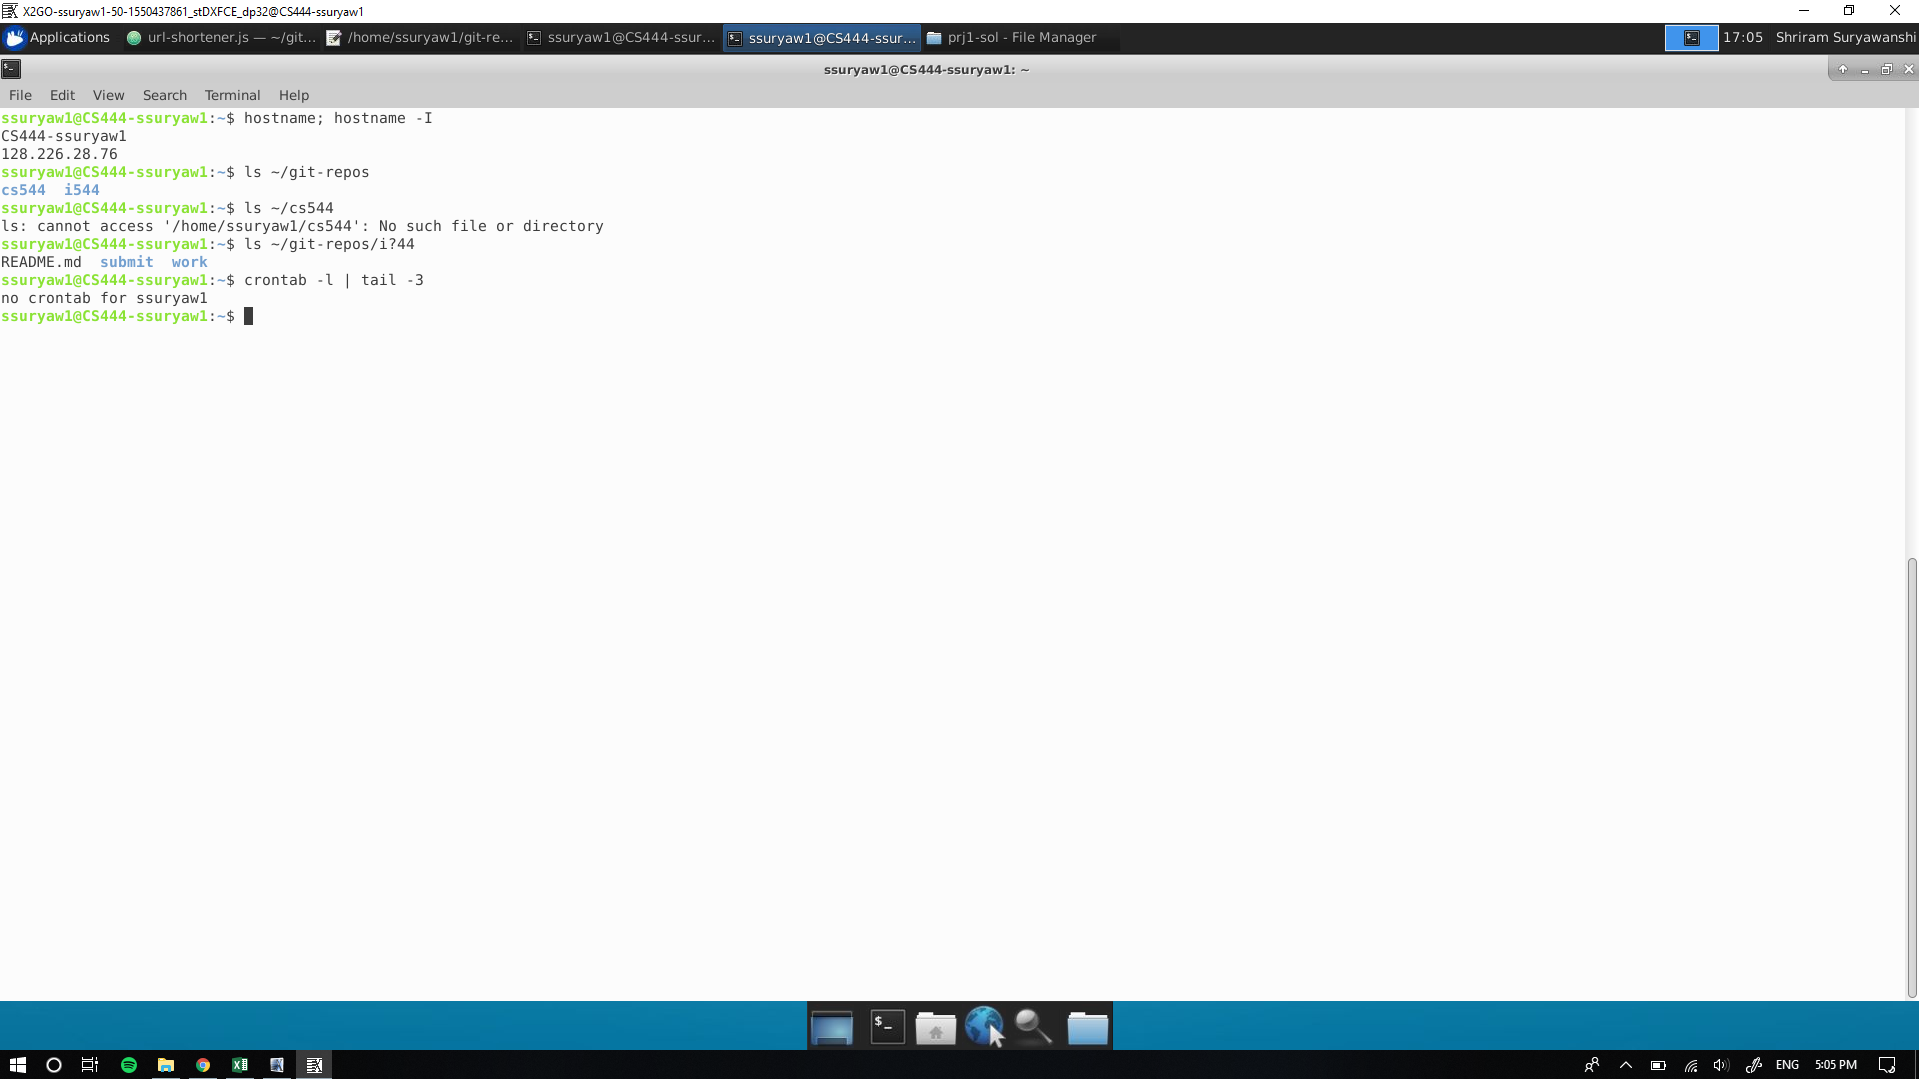 X2GO-ssuryaw1-50-1550437861_stDXFCE_dp32@CS444-ssuryaw1
Applications url-shortener.js — ~/git... /home/ssuryaw1/git-re... ssuryaw1@CS444-ssur... ssuryaw1@CS444-ssur... prj1-sol - File Manager 17:05 Shriram Suryawanshi
ssuryaw1@CS444-ssuryaw1: ~
File Edit View Search Terminal Help
ssuryaw1@CS444-ssuryaw1:~$ hostname; hostname -I
CS444-ssuryaw1
128.226.28.76
ssuryaw1@CS444-ssuryaw1:~$ ls ~/git-repos
cs544  i544
ssuryaw1@CS444-ssuryaw1:~$ ls ~/cs544
ls: cannot access '/home/ssuryaw1/cs544': No such file or directory
ssuryaw1@CS444-ssuryaw1:~$ ls ~/git-repos/i?44
README.md  submit  work
ssuryaw1@CS444-ssuryaw1:~$ crontab -l | tail -3
no crontab for ssuryaw1
ssuryaw1@CS444-ssuryaw1:~$
$_
ENG 5:05 PM